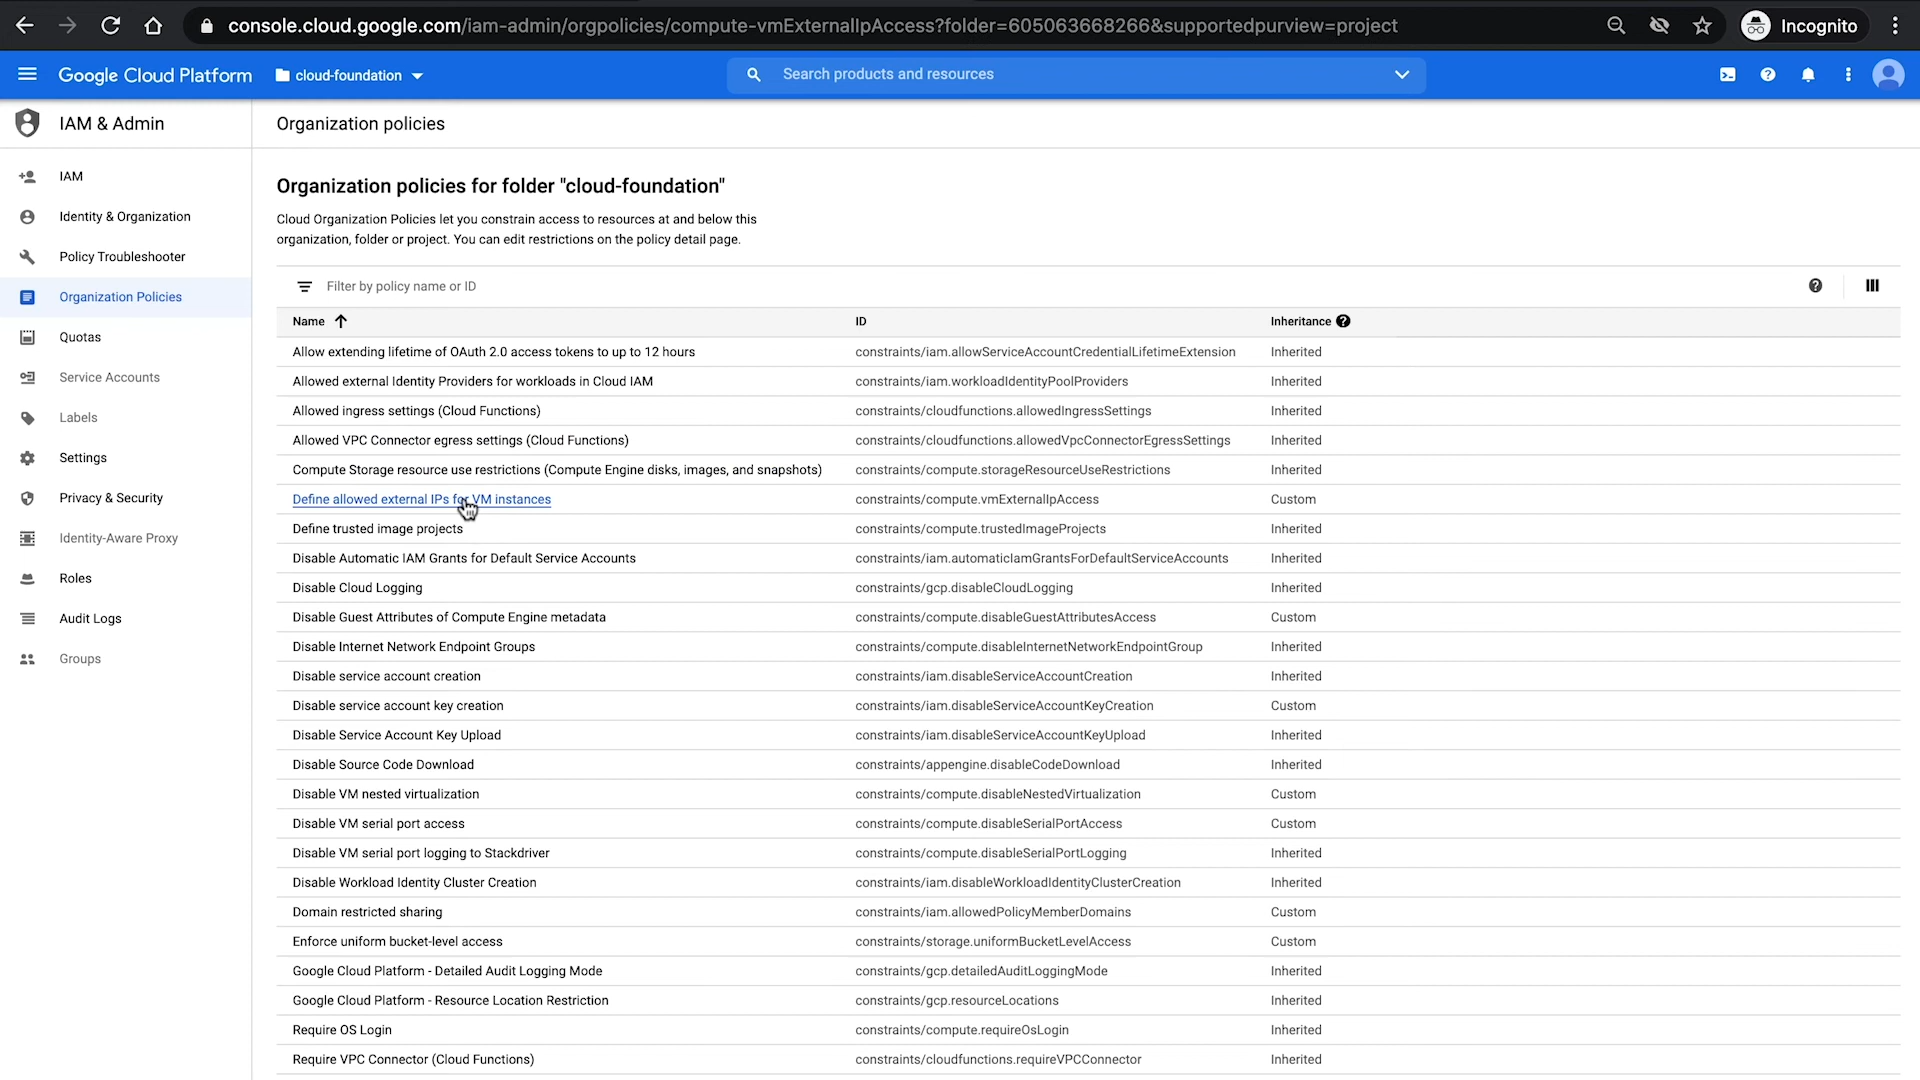 console.cloud.google.com/iam-admin/orgpolicies/compute-vmExternalIpAccess?folder=605063668266&supportedpurview=project
Incognito
Google Cloud Platform
cloud-foundation
Search products and resources
IAM & Admin
Organization policies
IAM
Identity & Organization
Policy Troubleshooter
Organization Policies
Quotas
Service Accounts
Labels
Settings
Privacy & Security
Identity-Aware Proxy
Roles
Audit Logs
Groups
Organization policies for folder "cloud-foundation"
Cloud Organization Policies let you constrain access to resources at and below this
organization, folder or project. You can edit restrictions on the policy detail page.
Filter by policy name or ID
Name ID Inheritance
Allow extending lifetime of OAuth 2.0 access tokens to up to 12 hours constraints/iam.allowServiceAccountCredentialLifetimeExtension Inherited
Allowed external Identity Providers for workloads in Cloud IAM constraints/iam.workloadIdentityPoolProviders Inherited
Allowed ingress settings (Cloud Functions) constraints/cloudfunctions.allowedIngressSettings Inherited
Allowed VPC Connector egress settings (Cloud Functions) constraints/cloudfunctions.allowedVpcConnectorEgressSettings Inherited
Compute Storage resource use restrictions (Compute Engine disks, images, and snapshots) constraints/compute.storageResourceUseRestrictions Inherited
Define allowed external IPs for VM instances constraints/compute.vmExternalIpAccess Custom
Define trusted image projects constraints/compute.trustedImageProjects Inherited
Disable Automatic IAM Grants for Default Service Accounts constraints/iam.automaticIamGrantsForDefaultServiceAccounts Inherited
Disable Cloud Logging constraints/gcp.disableCloudLogging Inherited
Disable Guest Attributes of Compute Engine metadata constraints/compute.disableGuestAttributesAccess Custom
Disable Internet Network Endpoint Groups constraints/compute.disableInternetNetworkEndpointGroup Inherited
Disable service account creation constraints/iam.disableServiceAccountCreation Inherited
Disable service account key creation constraints/iam.disableServiceAccountKeyCreation Custom
Disable Service Account Key Upload constraints/iam.disableServiceAccountKeyUpload Inherited
Disable Source Code Download constraints/appengine.disableCodeDownload Inherited
Disable VM nested virtualization constraints/compute.disableNestedVirtualization Custom
Disable VM serial port access constraints/compute.disableSerialPortAccess Custom
Disable VM serial port logging to Stackdriver constraints/compute.disableSerialPortLogging Inherited
Disable Workload Identity Cluster Creation constraints/iam.disableWorkloadIdentityClusterCreation Inherited
Domain restricted sharing constraints/iam.allowedPolicyMemberDomains Custom
Enforce uniform bucket-level access constraints/storage.uniformBucketLevelAccess Custom
Google Cloud Platform - Detailed Audit Logging Mode constraints/gcp.detailedAuditLoggingMode Inherited
Google Cloud Platform - Resource Location Restriction constraints/gcp.resourceLocations Inherited
Require OS Login constraints/compute.requireOsLogin Inherited
Require VPC Connector (Cloud Functions) constraints/cloudfunctions.requireVPCConnector Inherited